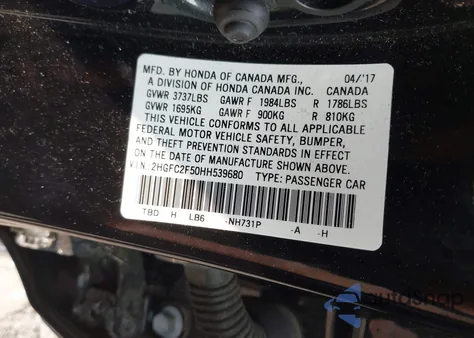 MFD. BY HONDA OF CANADA MFG., 04/'17
A DIVISION OF HONDA CANADA INC. CANADA
GVWR 3737LBS GAWR F 1984LBS R 1786LBS
GVWR 1695KG GAWR F 900KG R 810KG
THIS VEHICLE CONFORMS TO ALL APPLICABLE
FEDERAL MOTOR VEHICLE SAFETY, BUMPER,
AND THEFT PREVENTION STANDARDS IN EFFECT
ON THE DATE OF MANUFACTURE SHOWN ABOVE.
V.I.N. 2HGFC2F50HH539680 TYPE: PASSENGER CAR
TBD H LB6 -NH731P -A -H
autosnap